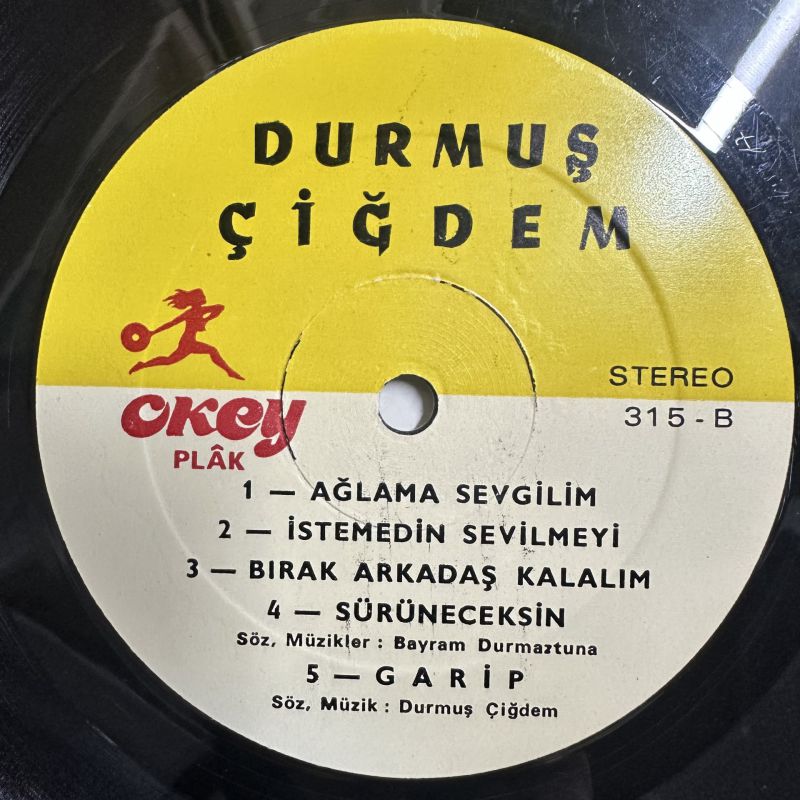 DURMUŞ
ÇİĞDEM
STEREO
315-B
OKEY
PLÂK
1 — AĞLAMA SEVGİLİM
2 — İSTEMEDİN SEVİLMEYİ
3 — BIRAK ARKADAŞ KALALIM
4 — SÜRÜNECEKSİN
Söz, Müzikler : Bayram Durmaztuna
5 — GARİP
Söz, Müzik : Durmuş Çiğdem